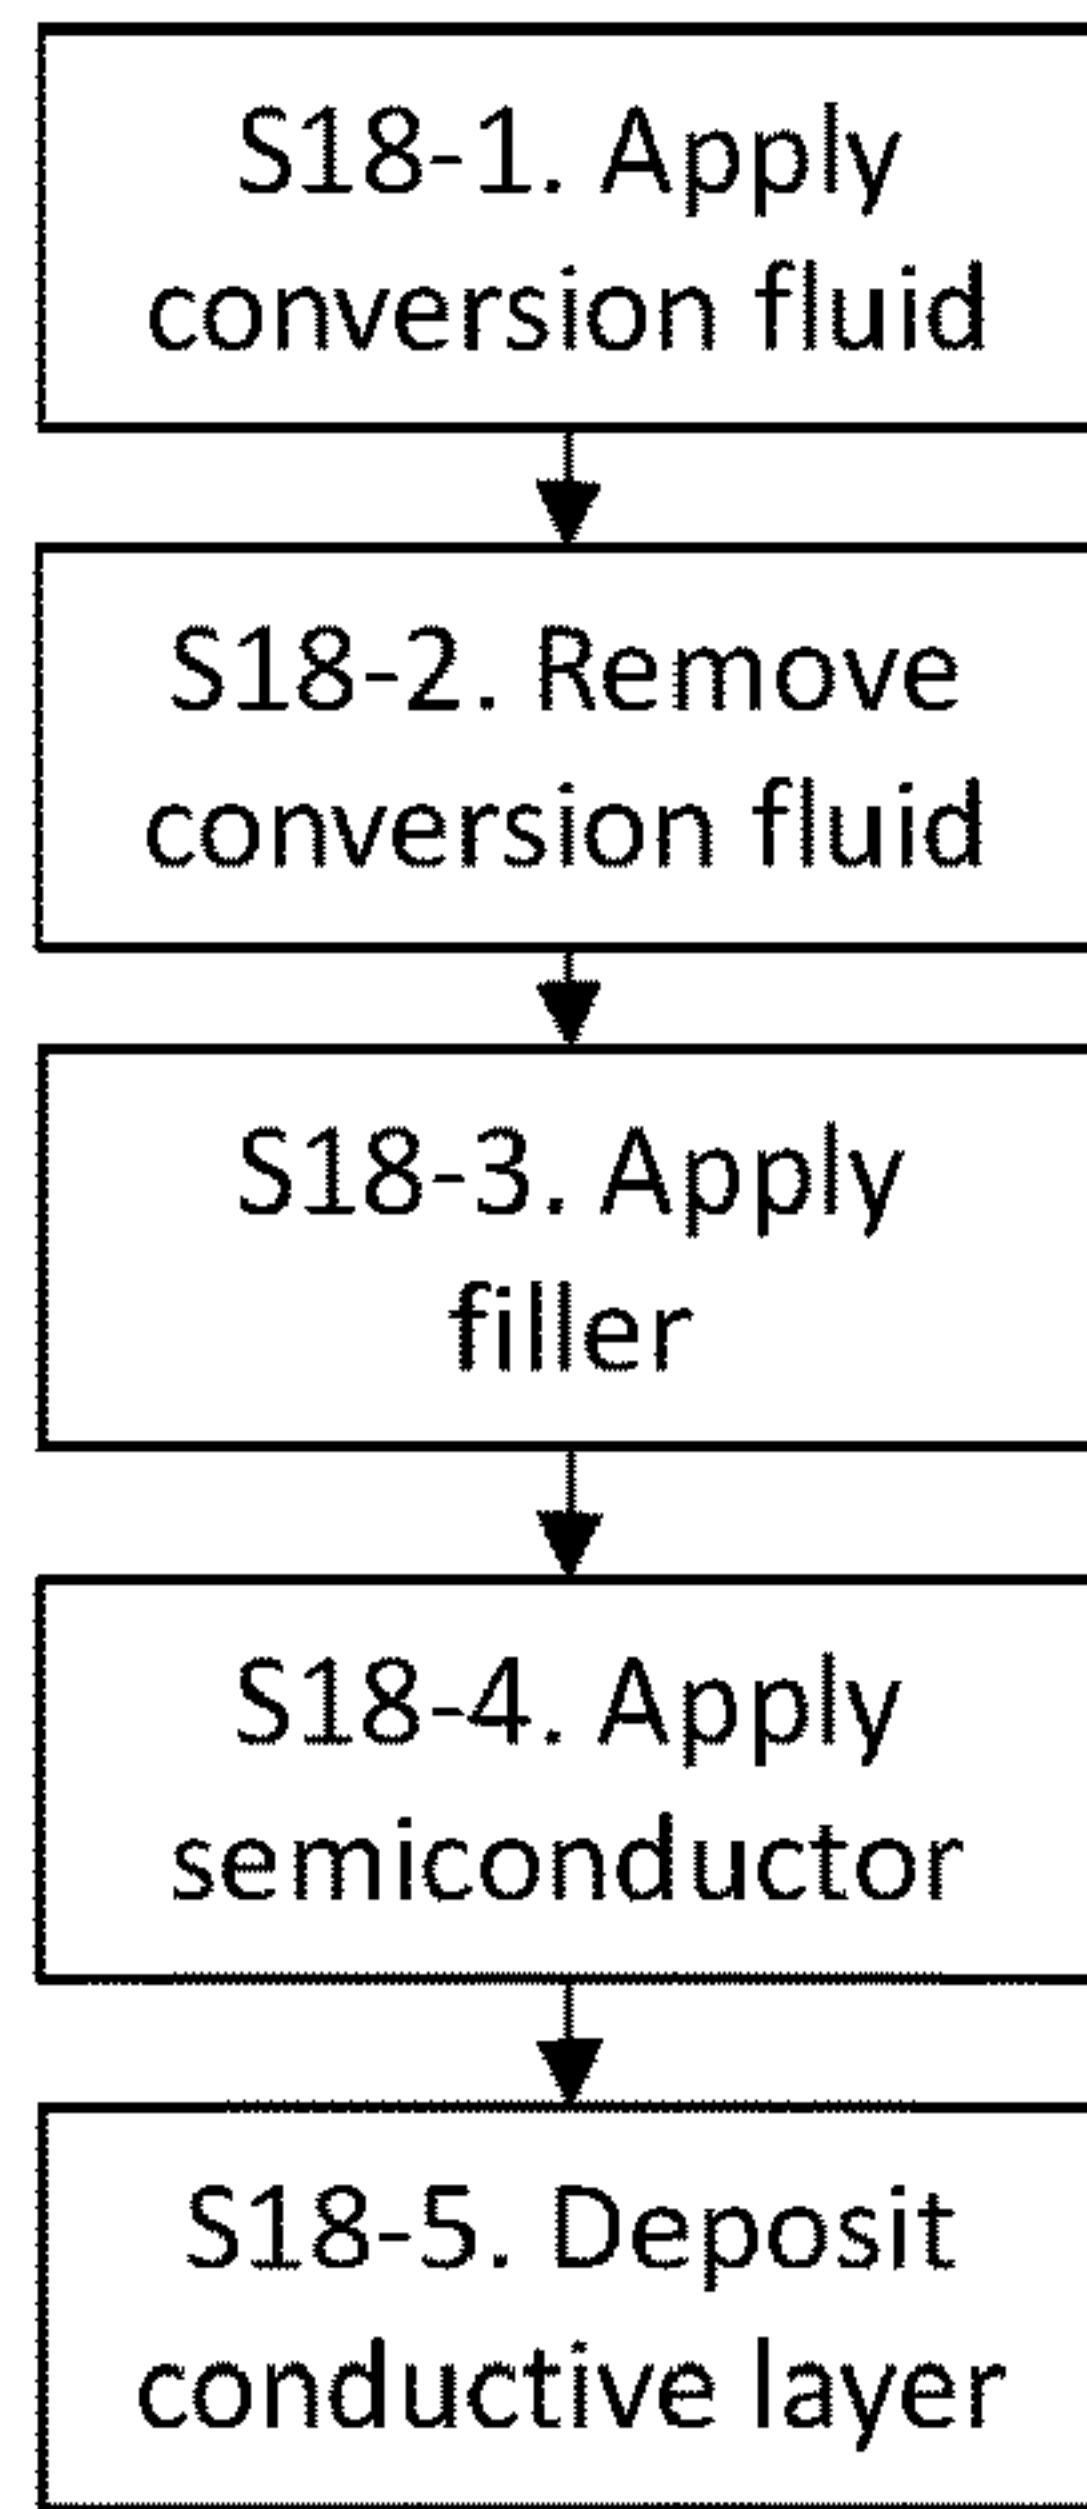 S18-1. Apply
conversion fluid
S18-2. Remove
conversion fluid
S18-3. Apply
filler
S18-4. Apply
semiconductor
S18-5. Deposit
conductive layer